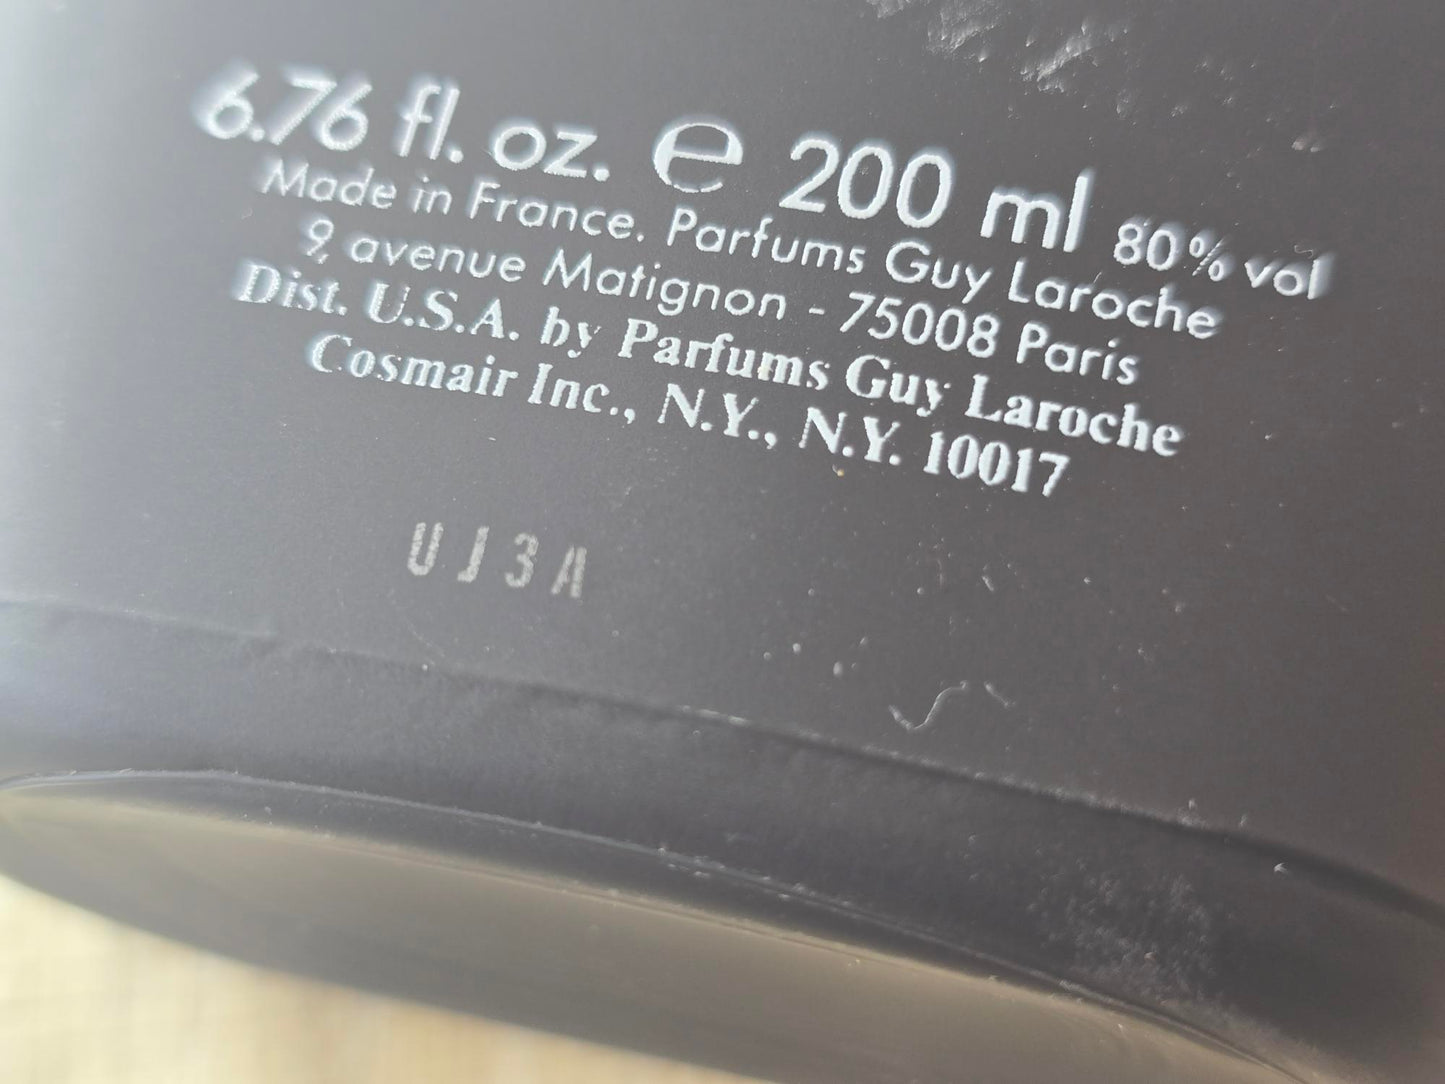 6.76 fl. oz. ℮ 200 ml 80% vol
Made in France. Parfums Guy Laroche
9, avenue Matignon - 75008 Paris
Dist. U.S.A. by Parfums Guy Laroche
Cosmair Inc., N.Y., N.Y. 10017
UJ3A